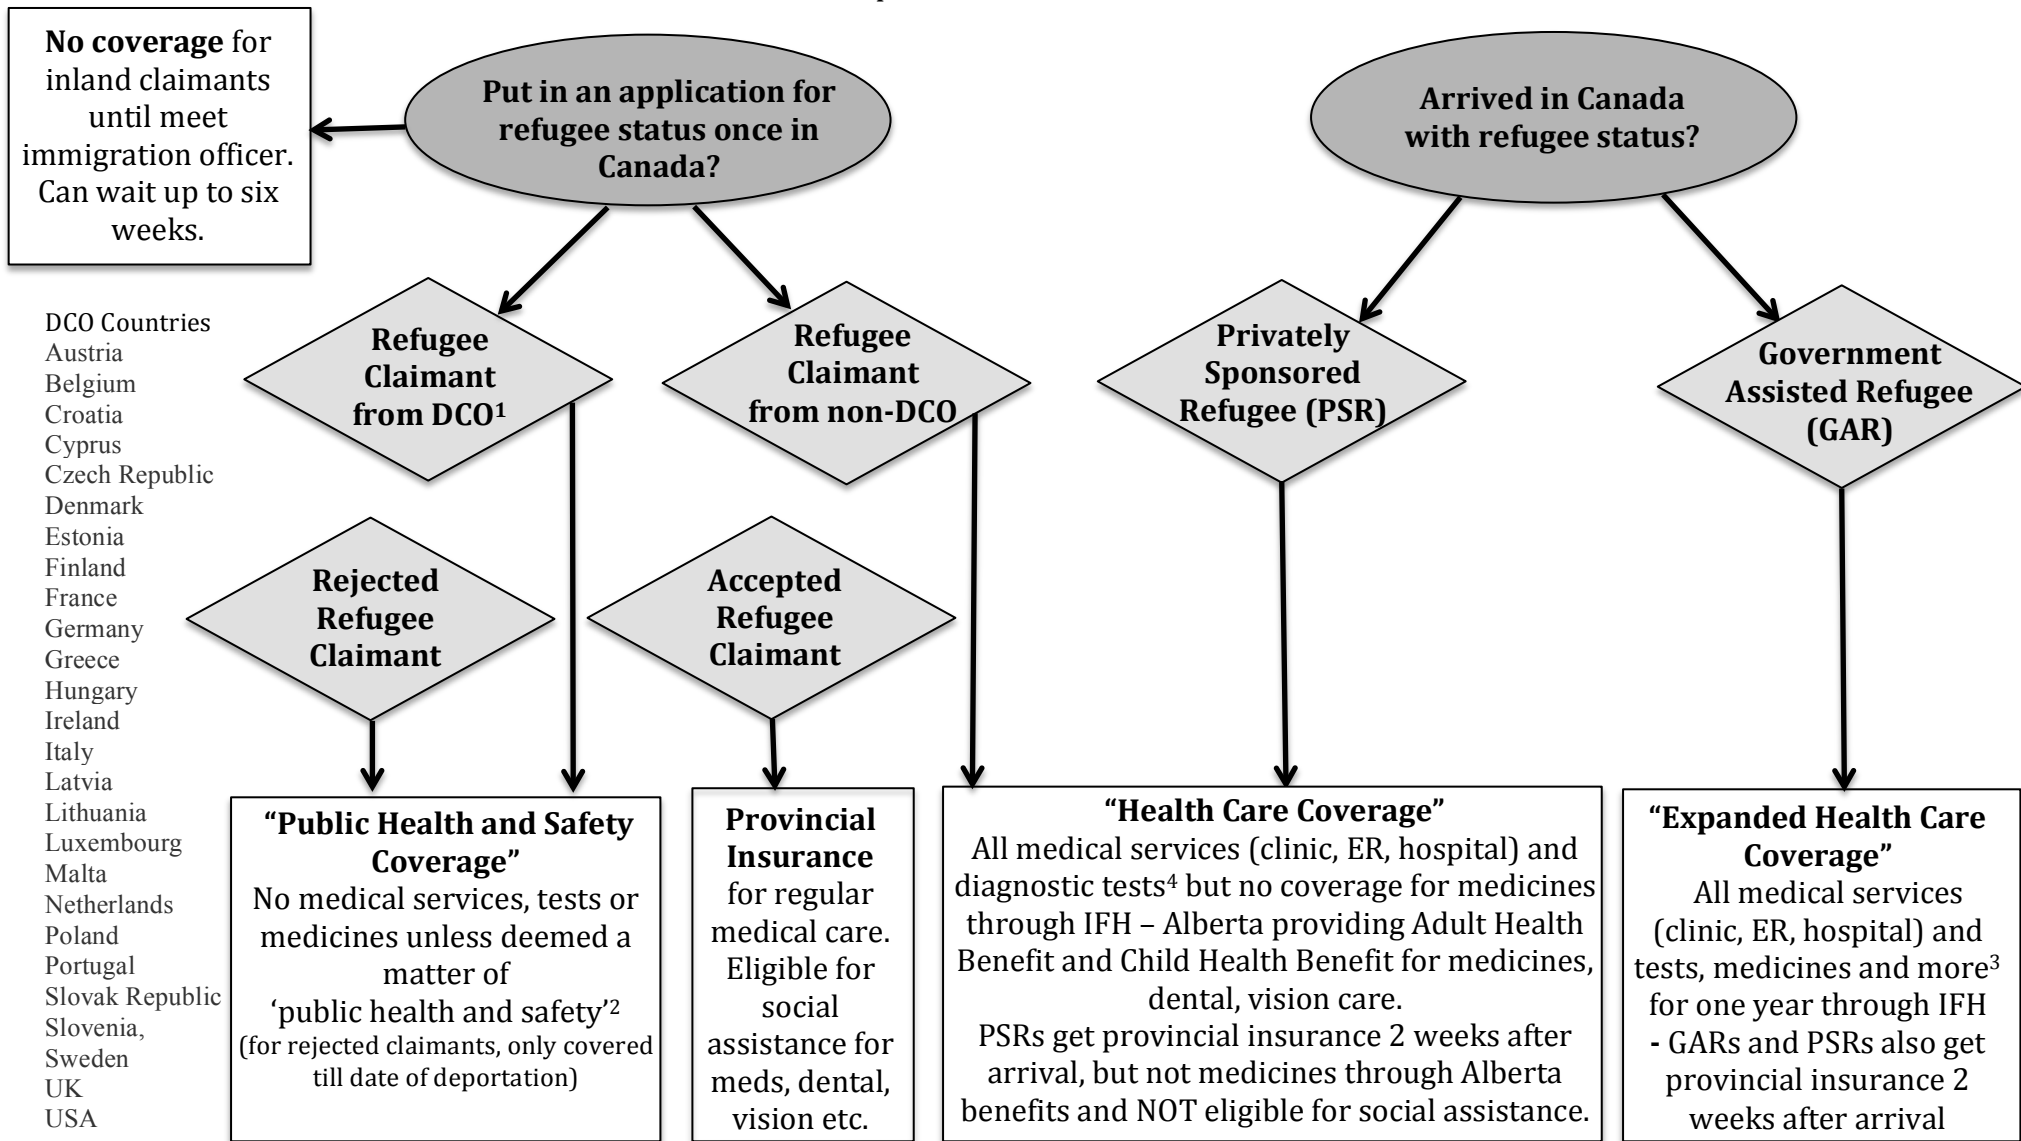 No coverage for
inland claimants
until meet
immigration officer.
Can wait up to six
weeks.
Put in an application for
refugee status once in
Canada?
Arrived in Canada
with refugee status?
DCO Countries
Austria
Belgium
Croatia
Cyprus
Czech Republic
Denmark
Estonia
Finland
France
Germany
Greece
Hungary
Ireland
Italy
Latvia
Lithuania
Luxembourg
Malta
Netherlands
Poland
Portugal
Slovak Republic
Slovenia,
Sweden
UK
USA
Refugee
Claimant
from DCO¹
Refugee
Claimant
from non-DCO
Privately
Sponsored
Refugee (PSR)
Government
Assisted Refugee
(GAR)
Rejected
Refugee
Claimant
Accepted
Refugee
Claimant
“Public Health and Safety
Coverage”
No medical services, tests or
medicines unless deemed a
matter of
‘public health and safety’²
(for rejected claimants, only covered
till date of deportation)
Provincial
Insurance
for regular
medical care.
Eligible for
social
assistance for
meds, dental,
vision etc.
“Health Care Coverage”
All medical services (clinic, ER, hospital) and
diagnostic tests⁴ but no coverage for medicines
through IFH – Alberta providing Adult Health
Benefit and Child Health Benefit for medicines,
dental, vision care.
PSRs get provincial insurance 2 weeks after
arrival, but not medicines through Alberta
benefits and NOT eligible for social assistance.
“Expanded Health Care
Coverage”
All medical services
(clinic, ER, hospital) and
tests, medicines and more³
for one year through IFH
- GARs and PSRs also get
provincial insurance 2
weeks after arrival